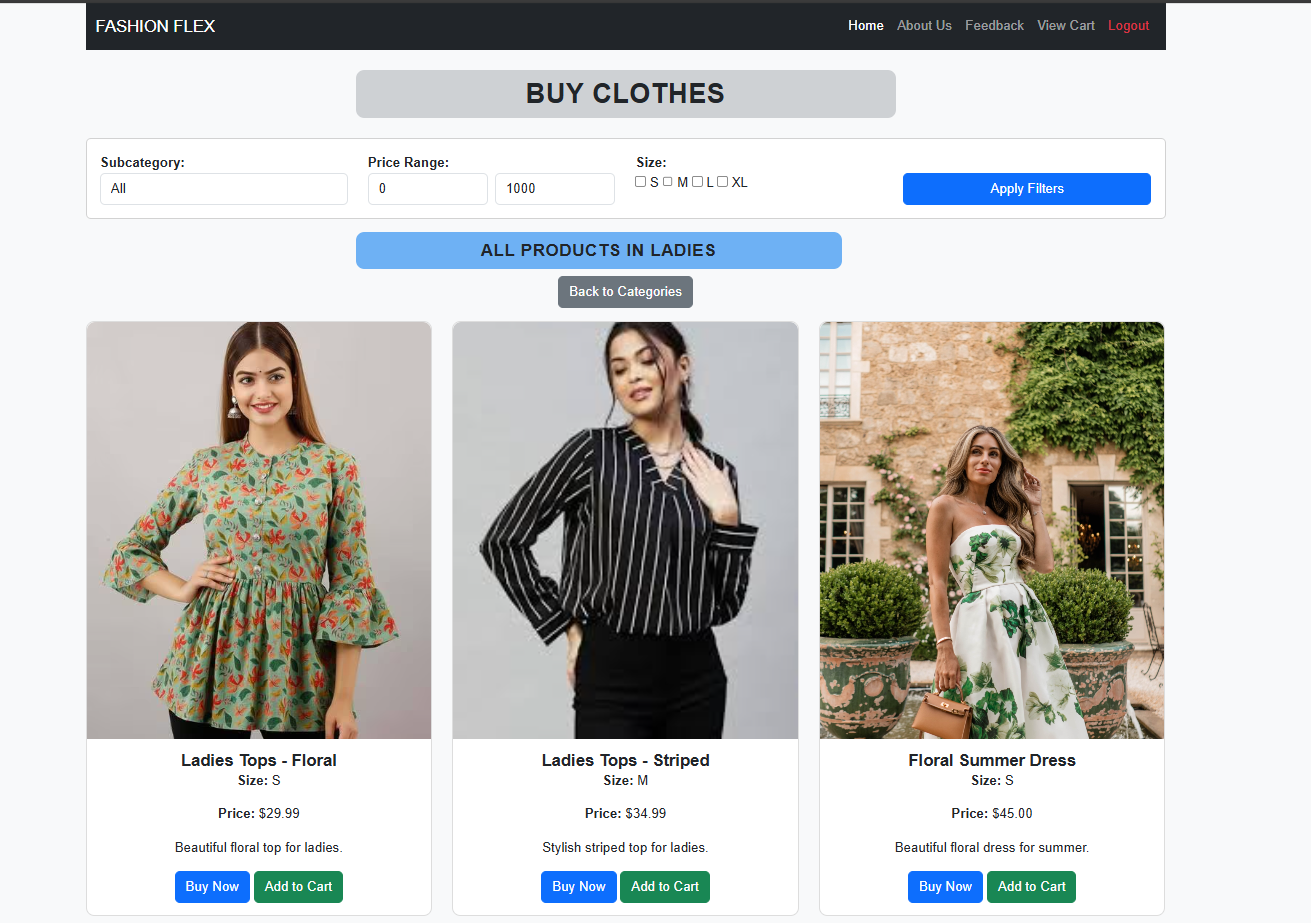 FASHION FLEX
Home About Us Feedback View Cart Logout
BUY CLOTHES
Subcategory: Price Range: Size:
All 0 1000 S M L XL Apply Filters
ALL PRODUCTS IN LADIES
Back to Categories
Ladies Tops - Floral
Size: S
Price: $29.99
Beautiful floral top for ladies.
Buy Now Add to Cart
Ladies Tops - Striped
Size: M
Price: $34.99
Stylish striped top for ladies.
Buy Now Add to Cart
Floral Summer Dress
Size: S
Price: $45.00
Beautiful floral dress for summer.
Buy Now Add to Cart